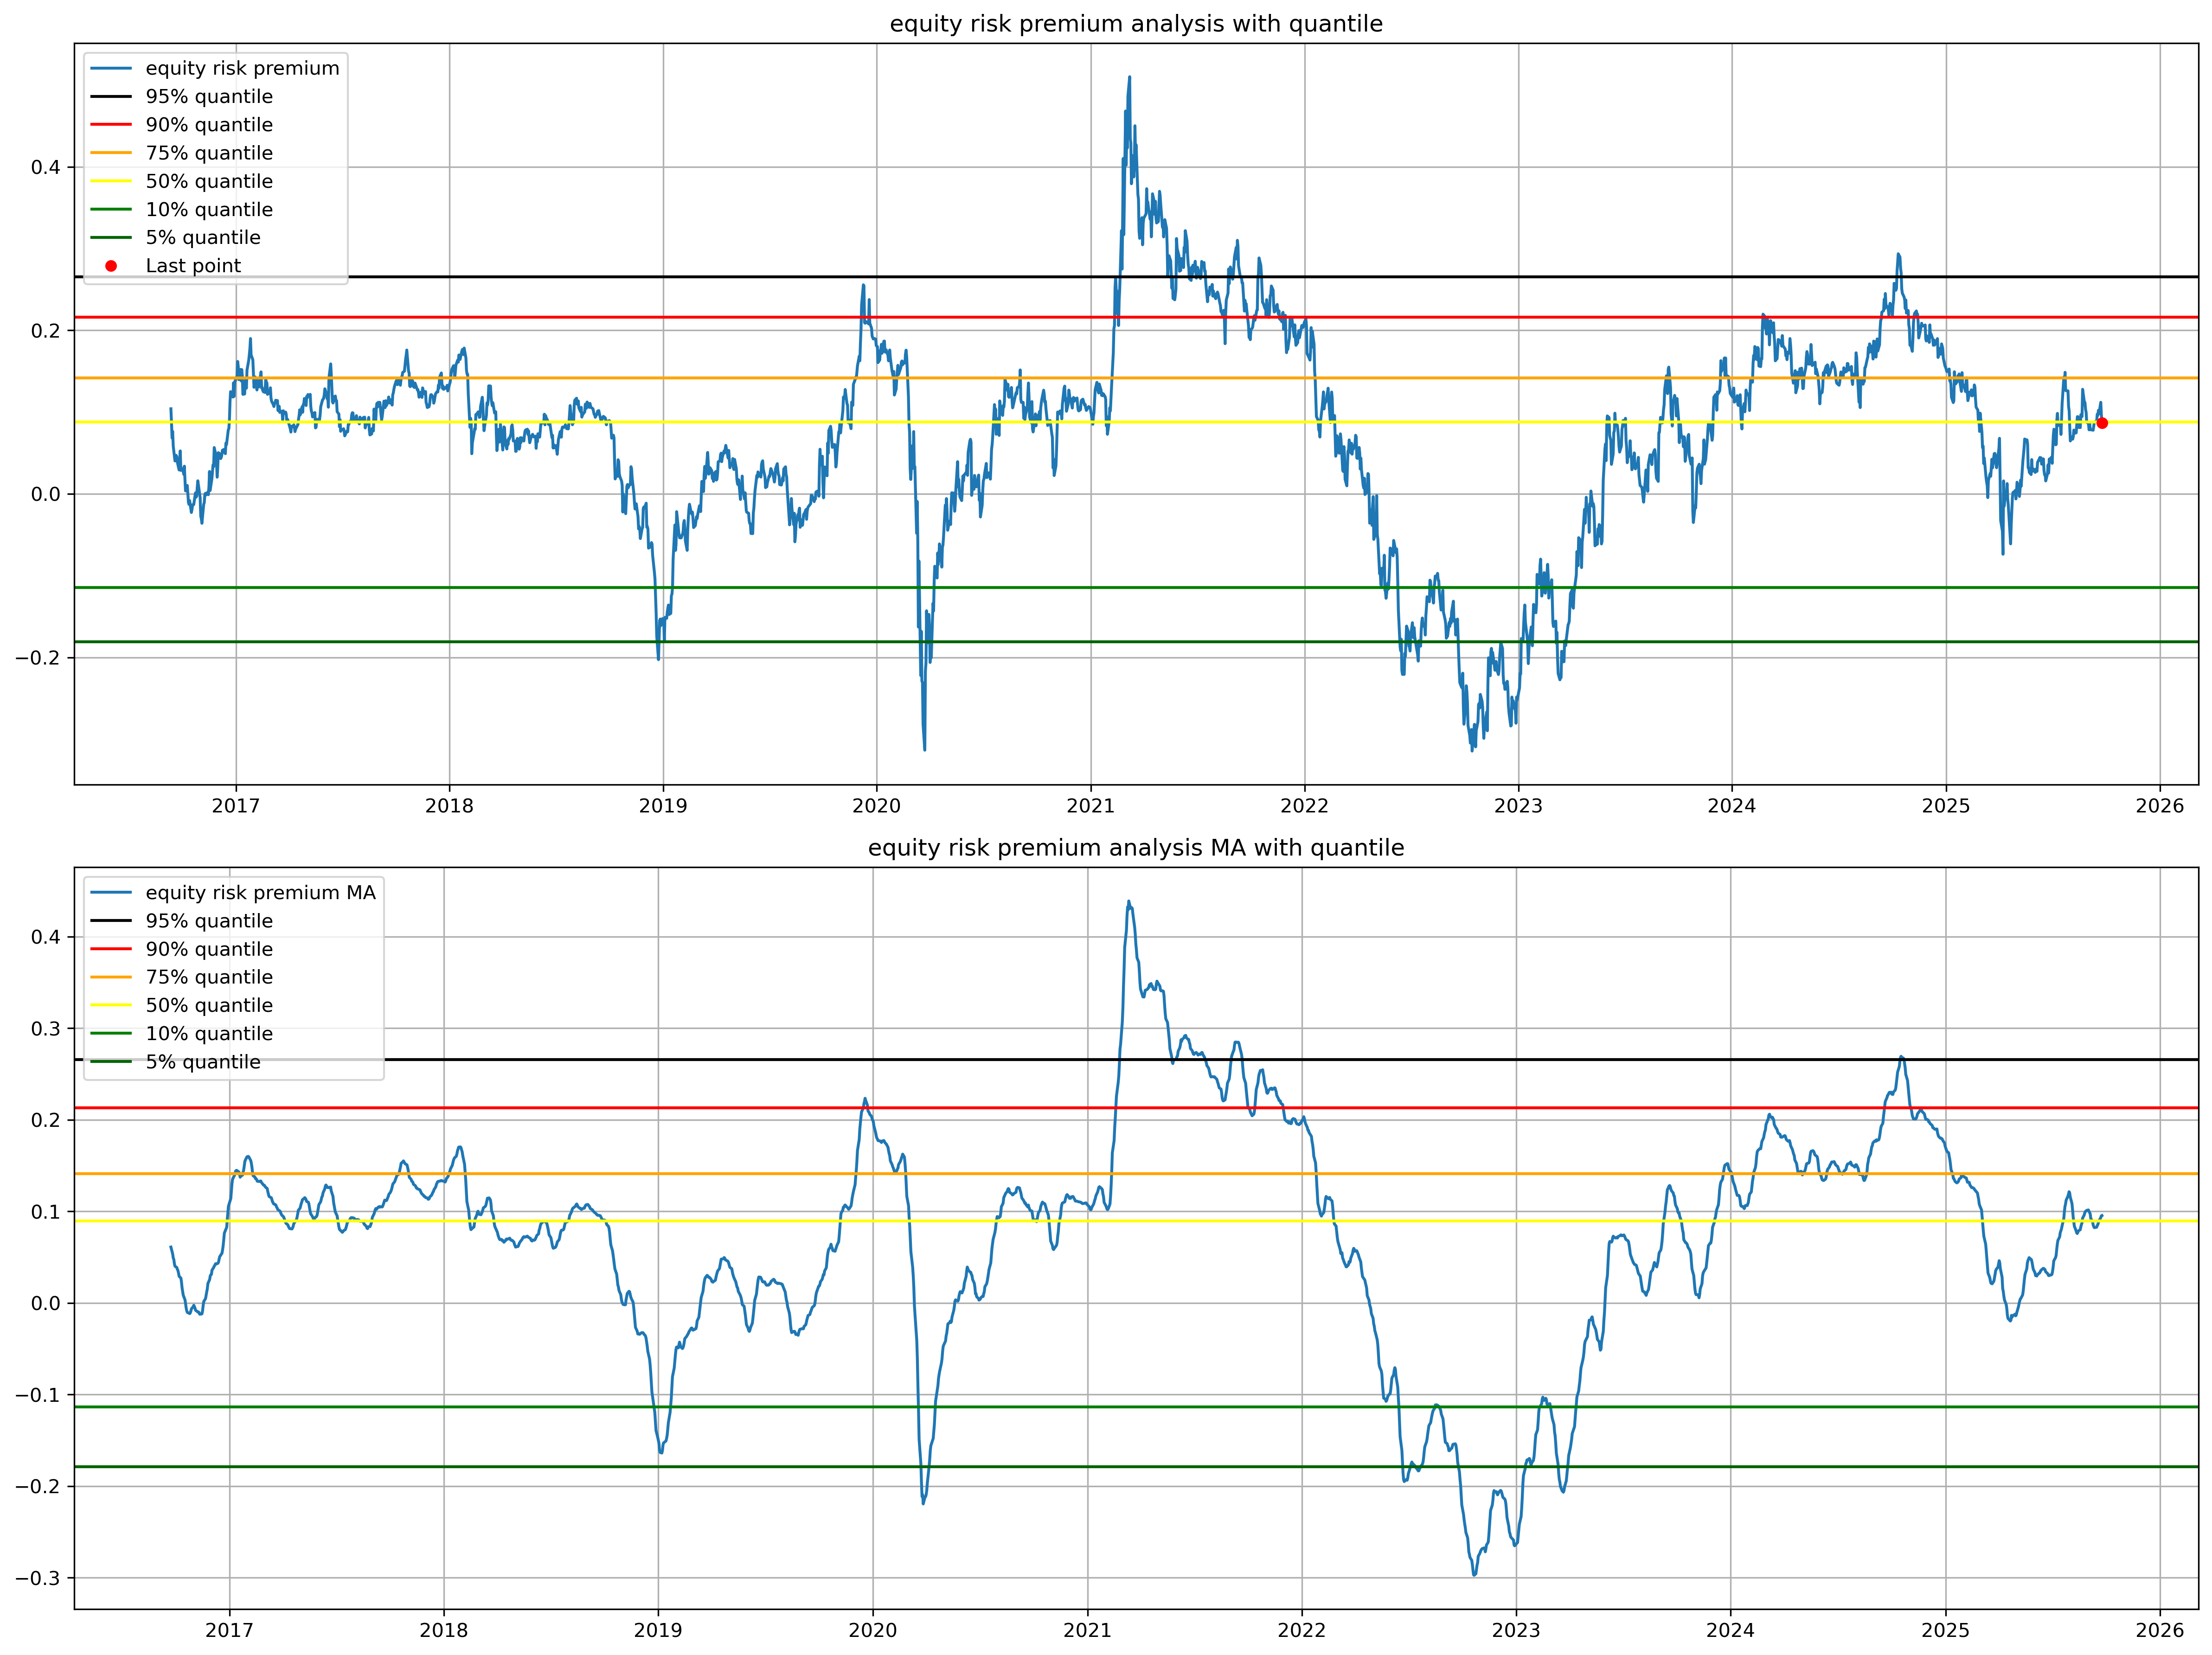 equity risk premium analysis with quantile
equity risk premium
95% quantile
90% quantile
75% quantile
50% quantile
10% quantile
5% quantile
Last point
0.4
0.2
0.0
−0.2
2017 2018 2019 2020 2021 2022 2023 2024 2025 2026
equity risk premium analysis MA with quantile
equity risk premium MA
95% quantile
90% quantile
75% quantile
50% quantile
10% quantile
5% quantile
0.4
0.3
0.2
0.1
0.0
−0.1
−0.2
−0.3
2017 2018 2019 2020 2021 2022 2023 2024 2025 2026